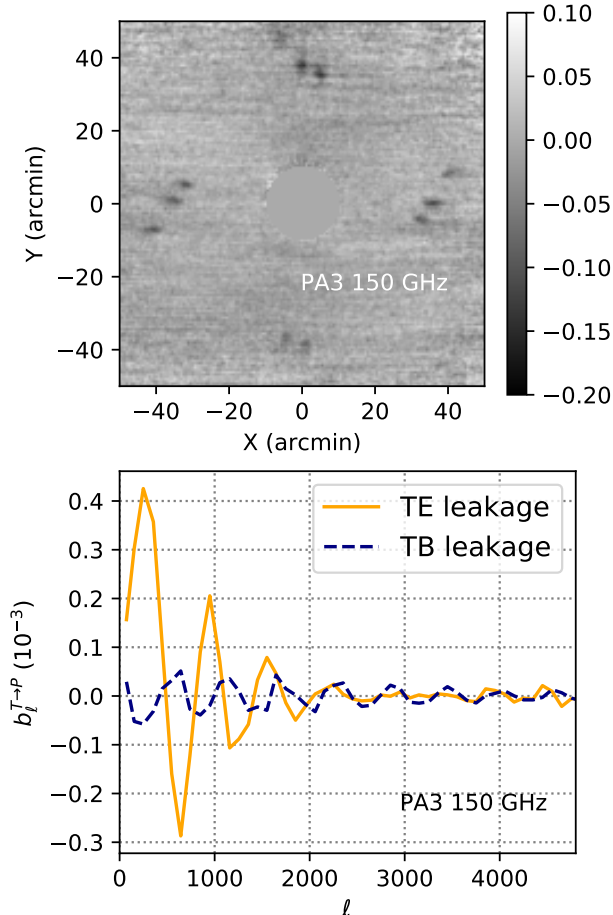 40
20
0
−20
−40
Y (arcmin)
PA3 150 GHz
−40 −20 0 20 40
X (arcmin)
0.10
0.05
0.00
−0.05
−0.10
−0.15
−0.20
0.4
0.3
0.2
0.1
0.0
−0.1
−0.2
−0.3
b_ℓ^{T→P} (10^{−3})
TE leakage
TB leakage
PA3 150 GHz
0 1000 2000 3000 4000
ℓ